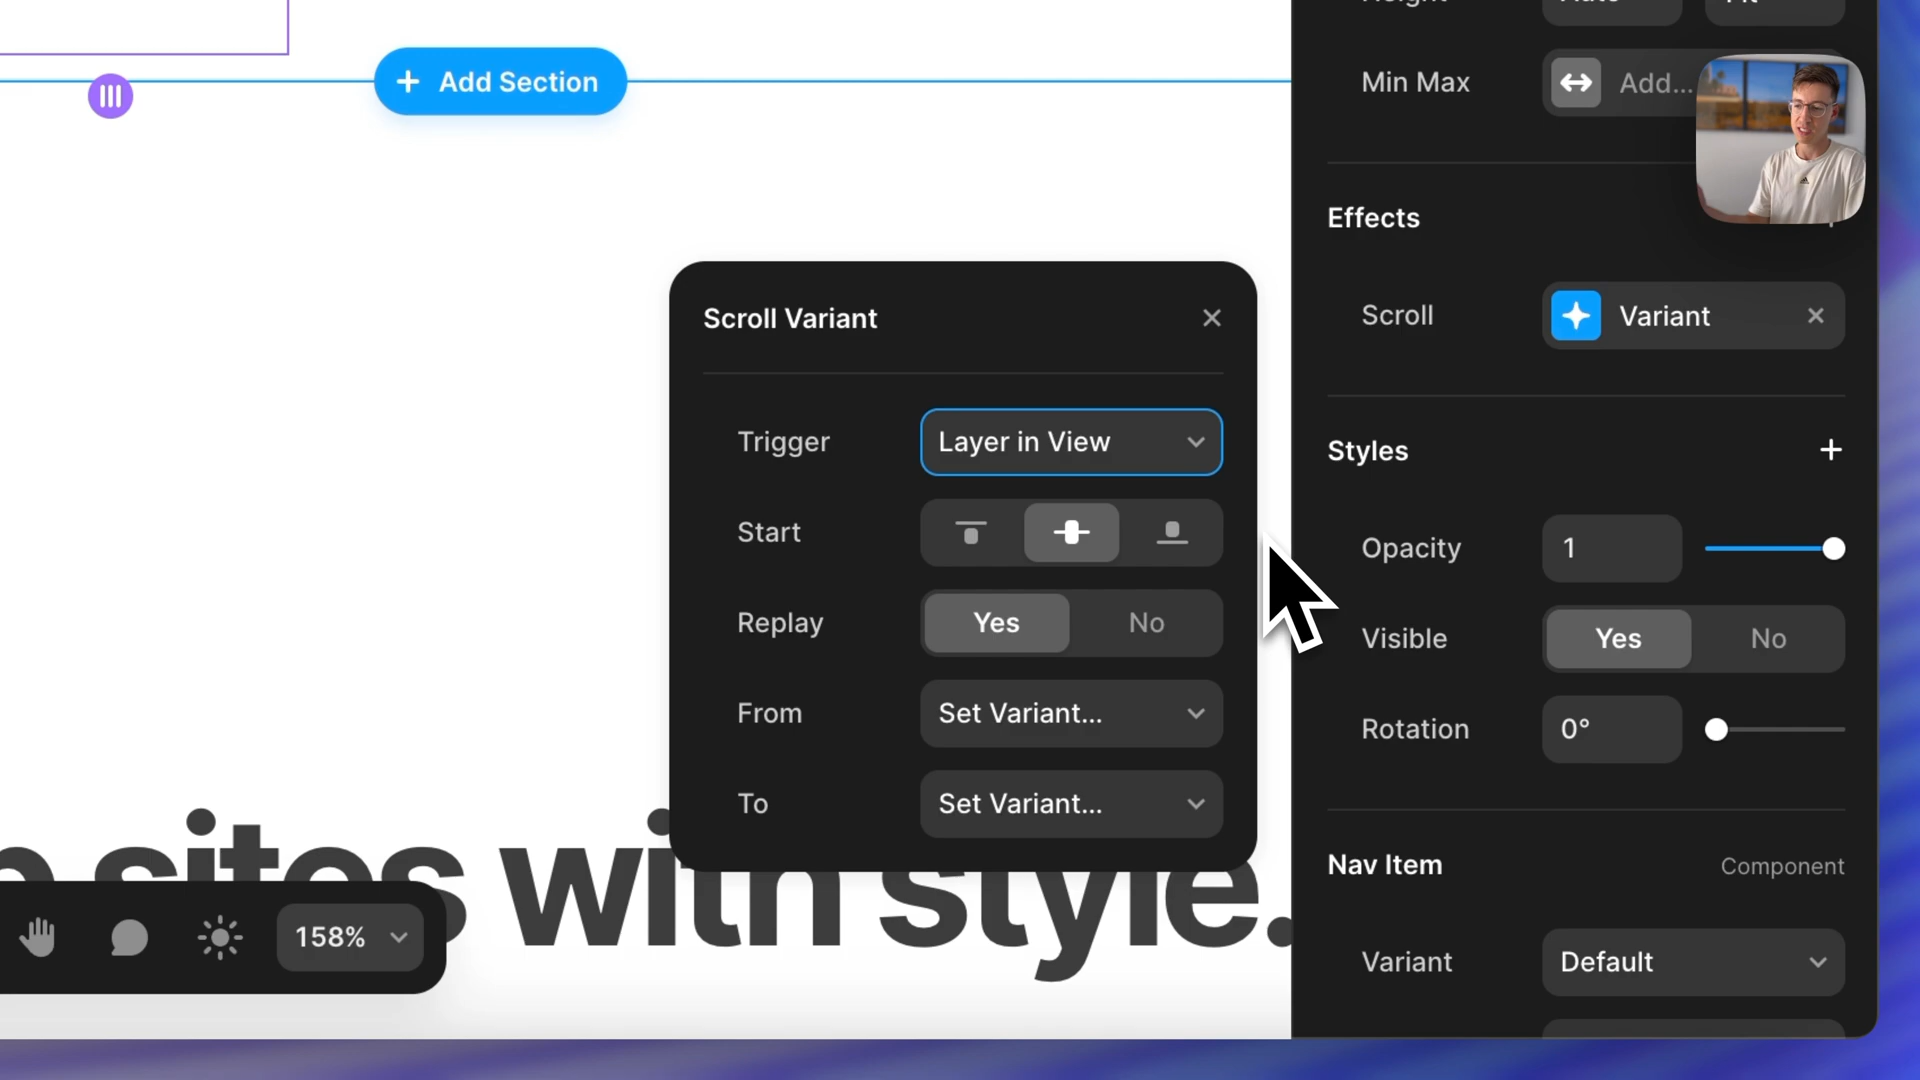 Add Section
Min Max
Add...
Effects
Scroll
Variant
Scroll Variant
Trigger
Layer in View
Start
Replay
Yes
No
From
Set Variant...
To
Set Variant...
Styles
Opacity
1
Visible
Yes
No
Rotation
0°
Nav Item
Component
Variant
Default
sites with style.
158%